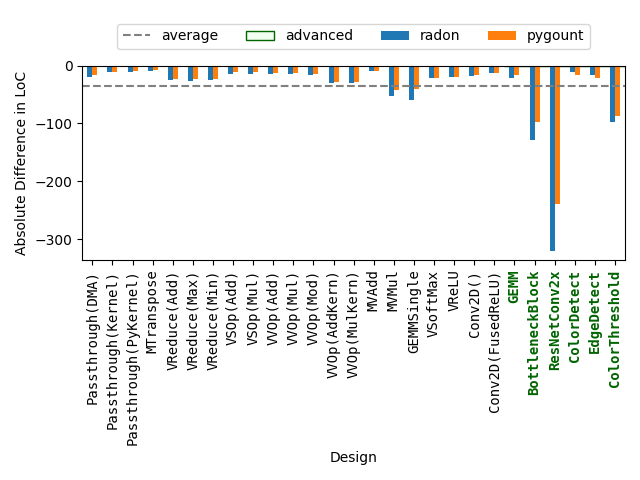 average advanced radon pygount
Absolute Difference in LoC
0
−100
−200
−300
Passthrough(DMA)
Passthrough(Kernel)
Passthrough(PyKernel)
MTranspose
VReduce(Add)
VReduce(Max)
VReduce(Min)
VSOp(Add)
VSOp(Mul)
VVOp(Add)
VVOp(Mul)
VVOp(Mod)
VVOp(AddKern)
VVOp(MulKern)
MVAdd
MVMul
GEMMSingle
VSoftMax
VReLU
Conv2D()
Conv2D(FusedReLU)
GEMM
BottleneckBlock
ResNetConv2x
ColorDetect
EdgeDetect
ColorThreshold
Design